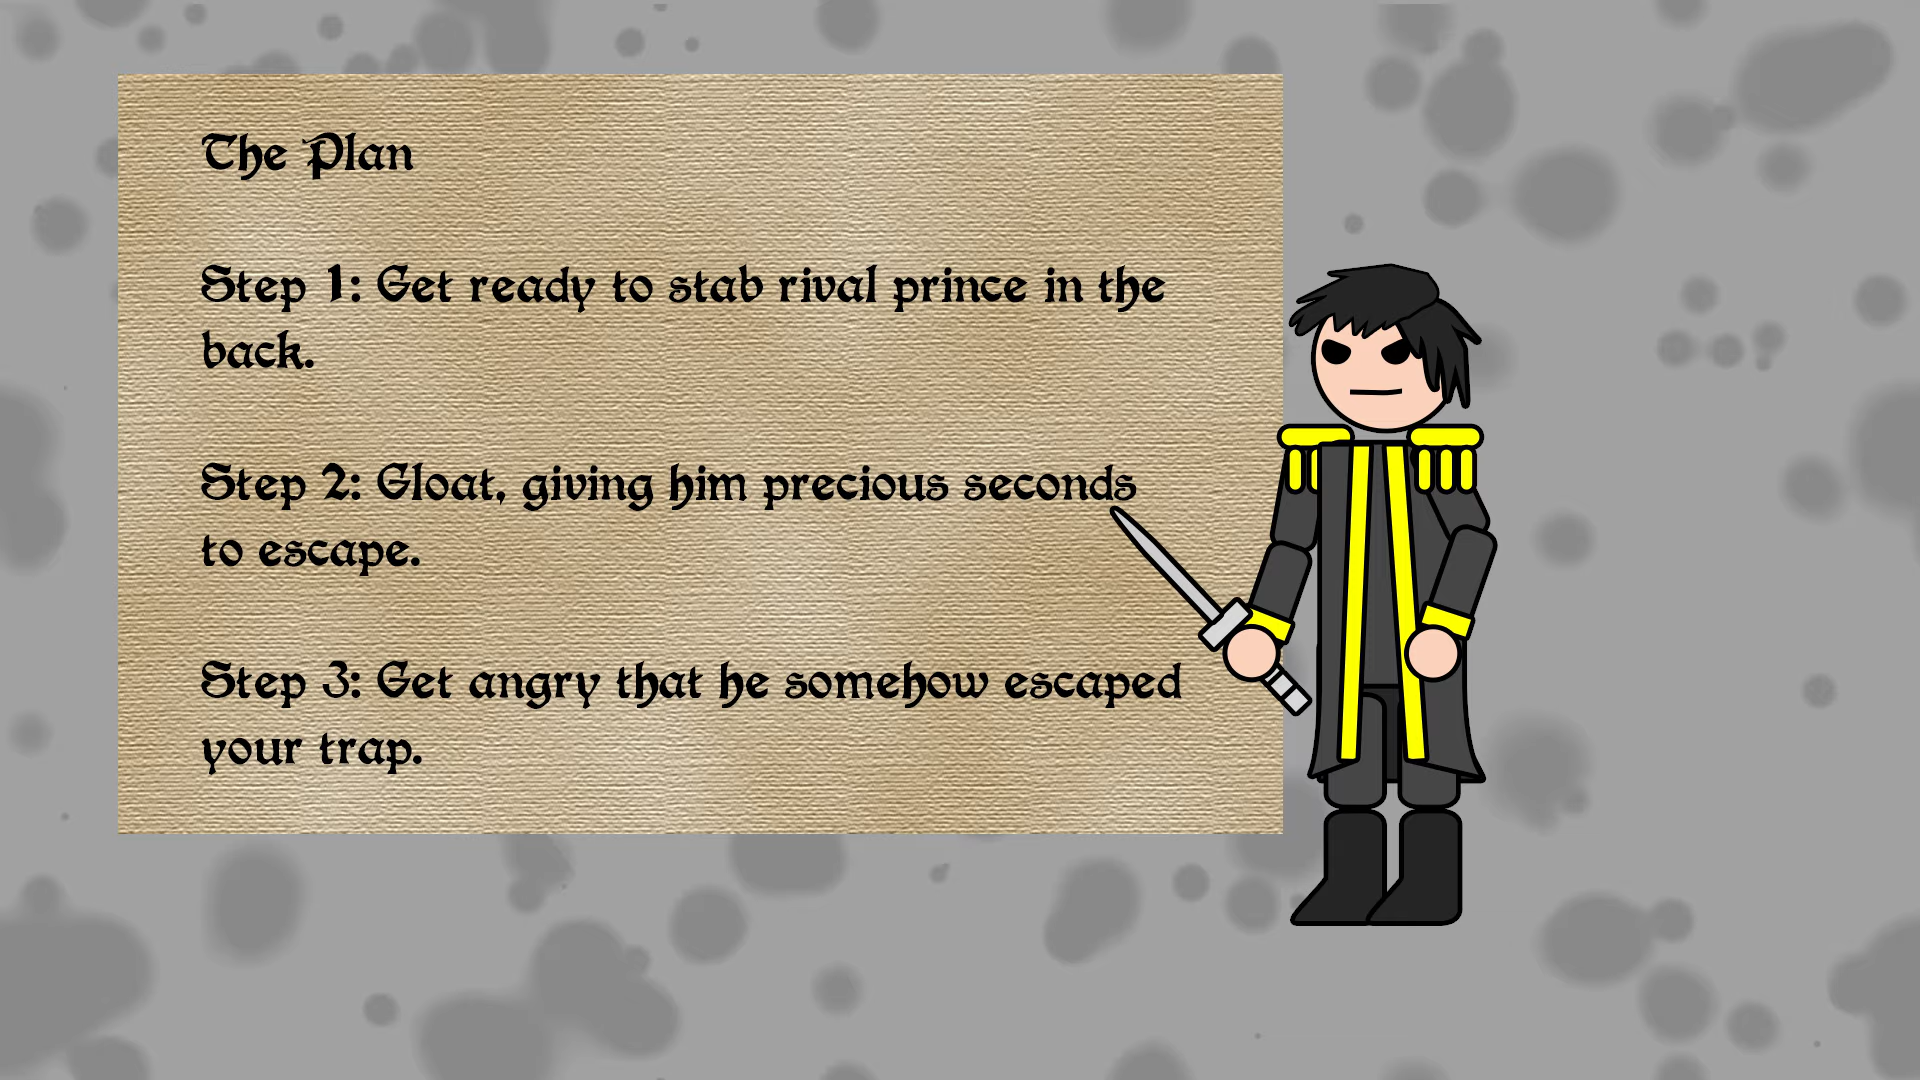 The Plan
Step 1: Get ready to stab rival prince in the
back.
Step 2: Gloat, giving him precious seconds
to escape.
Step 3: Get angry that he somehow escaped
your trap.